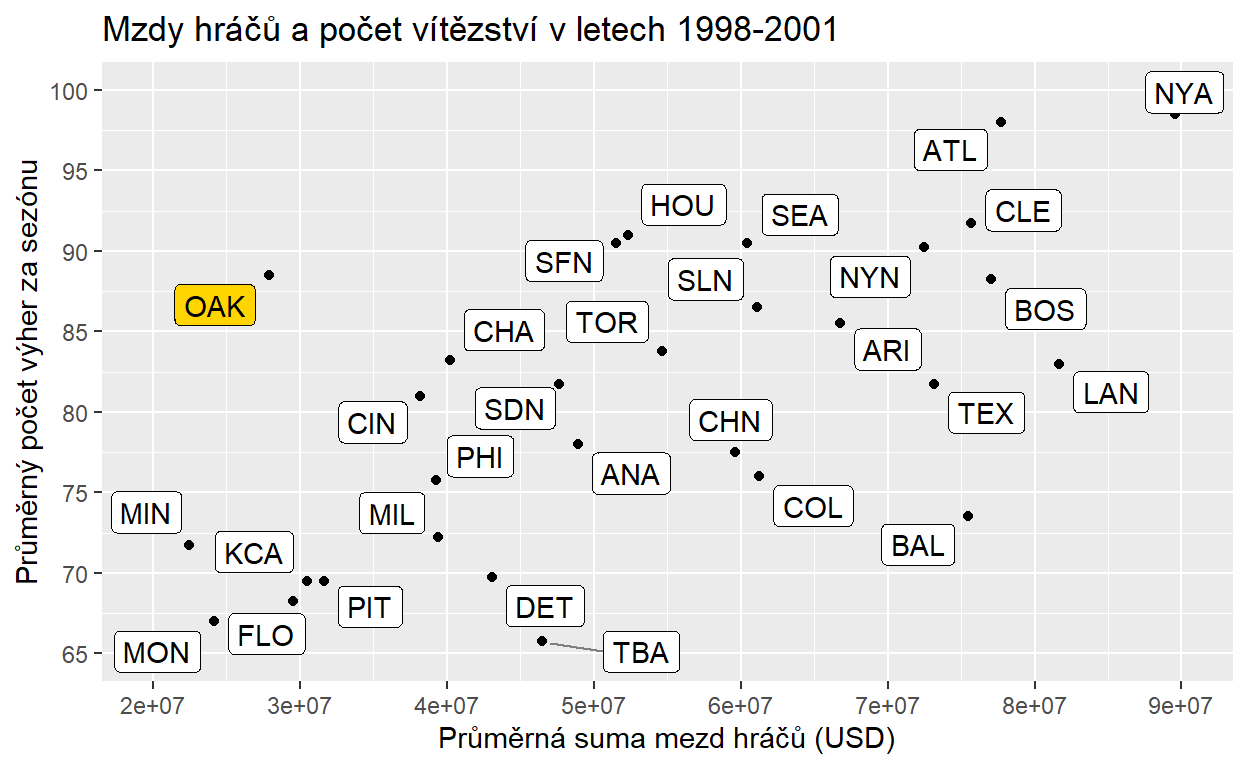 Mzdy hráčů a počet vítězství v letech 1998-2001
Průměrný počet výher za sezónu
100
95
90
85
80
75
70
65
NYA
ATL
HOU
SEA
CLE
SFN
SLN
NYN
OAK
BOS
TOR
CHA
ARI
LAN
SDN
TEX
CIN
CHN
PHI
ANA
MIN
MIL
COL
KCA
BAL
PIT
DET
FLO
MON
TBA
2e+07 3e+07 4e+07 5e+07 6e+07 7e+07 8e+07 9e+07
Průměrná suma mezd hráčů (USD)